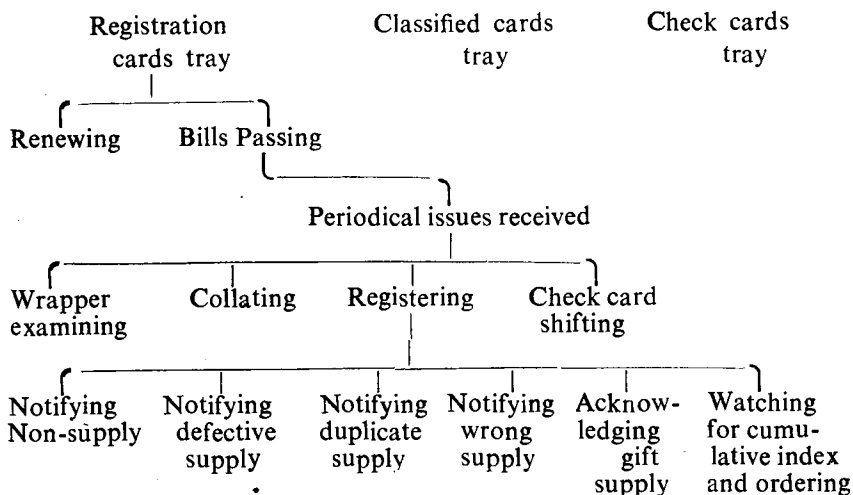 Registration Classified cards Check cards
cards tray tray tray
Renewing Bills Passing
Periodical issues received
Wrapper Collating Registering Check card
examining shifting
Notifying Notifying Notifying Notifying Acknow- Watching
Non-supply defective duplicate wrong ledging for cumu-
supply supply supply gift lative index
supply and ordering